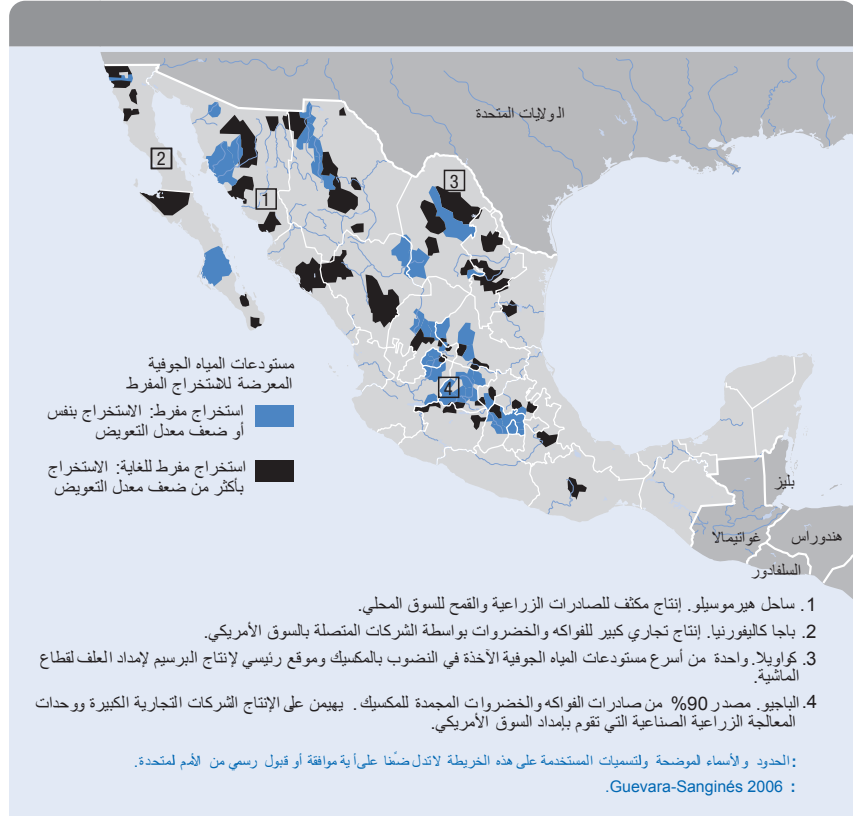 الولايات المتحدة
2
3
1
مستودعات المياه الجوفية
المعرضة للاستخراج المفرط
استخراج مفرط: الاستخراج بنفس
أو ضعف معدل التعويض
استخراج مفرط للغاية: الاستخراج
بأكثر من ضعف معدل التعويض
4
بليز
غواتيمالا
هندوراس
السلفادور
1. ساحل هيرموسيلو. إنتاج مكثف للصادرات الزراعية والقمح للسوق المحلي.
2. باجا كاليفورنيا. إنتاج تجاري كبير للفواكه والخضروات بواسطة الشركات المتصلة بالسوق الأمريكي.
3. كواويلا. واحدة من أسرع مستودعات المياه الجوفية الآخذة في النضوب بالمكسيك وموقع رئيسي لإنتاج البرسيم لإمداد العلف لقطاع
الماشية.
4. الباجيو. مصدر 90% من صادرات الفواكه والخضروات المجمدة للمكسيك. يهيمن على الإنتاج الشركات التجارية الكبيرة ووحدات
المعالجة الزراعية الصناعية التي تقوم بإمداد السوق الأمريكي.
: الحدود والأسماء الموضحة والتسميات المستخدمة على هذه الخريطة لاتدل ضمًنا على أية موافقة أو قبول رسمي من الأمم لمتحدة.
: Guevara-Sanginés 2006.